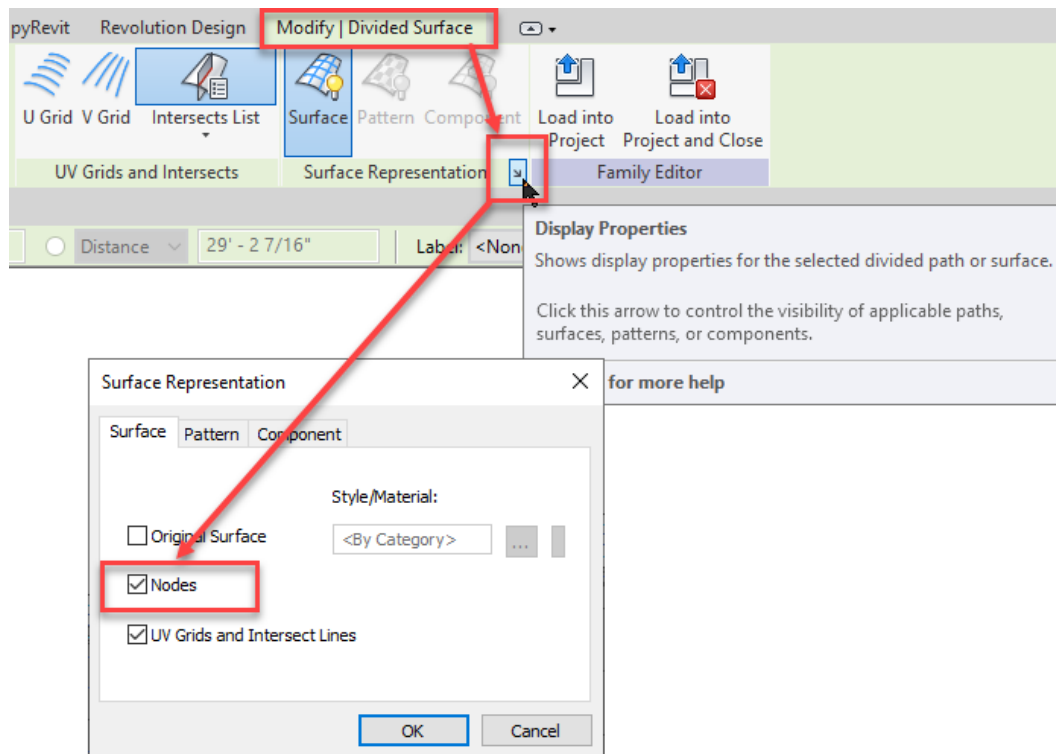 pyRevit Revolution Design Modify | Divided Surface
U Grid V Grid Intersects List Surface Pattern Component Load into Project Load into Project and Close
UV Grids and Intersects Surface Representation Family Editor
Distance 29' - 2 7/16" Label:
Display Properties
Shows display properties for the selected divided path or surface.
Click this arrow to control the visibility of applicable paths,
surfaces, patterns, or components.
for more help
Surface Representation
Surface Pattern Component
Style/Material:
Original Surface <By Category> ...
Nodes
UV Grids and Intersect Lines
OK Cancel